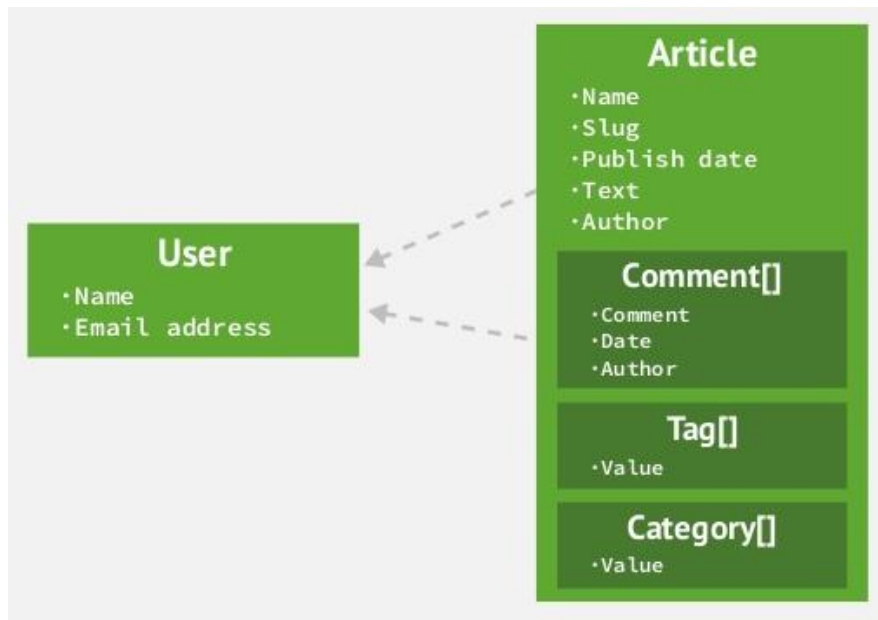 User
·Name
·Email address
Article
·Name
·Slug
·Publish date
·Text
·Author
Comment[]
·Comment
·Date
·Author
Tag[]
·Value
Category[]
·Value